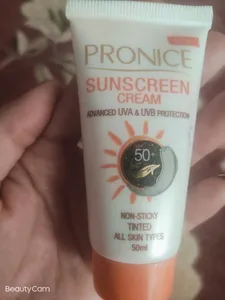 PRONICE
SUNSCREEN
CREAM
ADVANCED UVA & UVB PROTECTION
50+
NON-STICKY
TINTED
ALL SKIN TYPES
50ml
BeautyCam